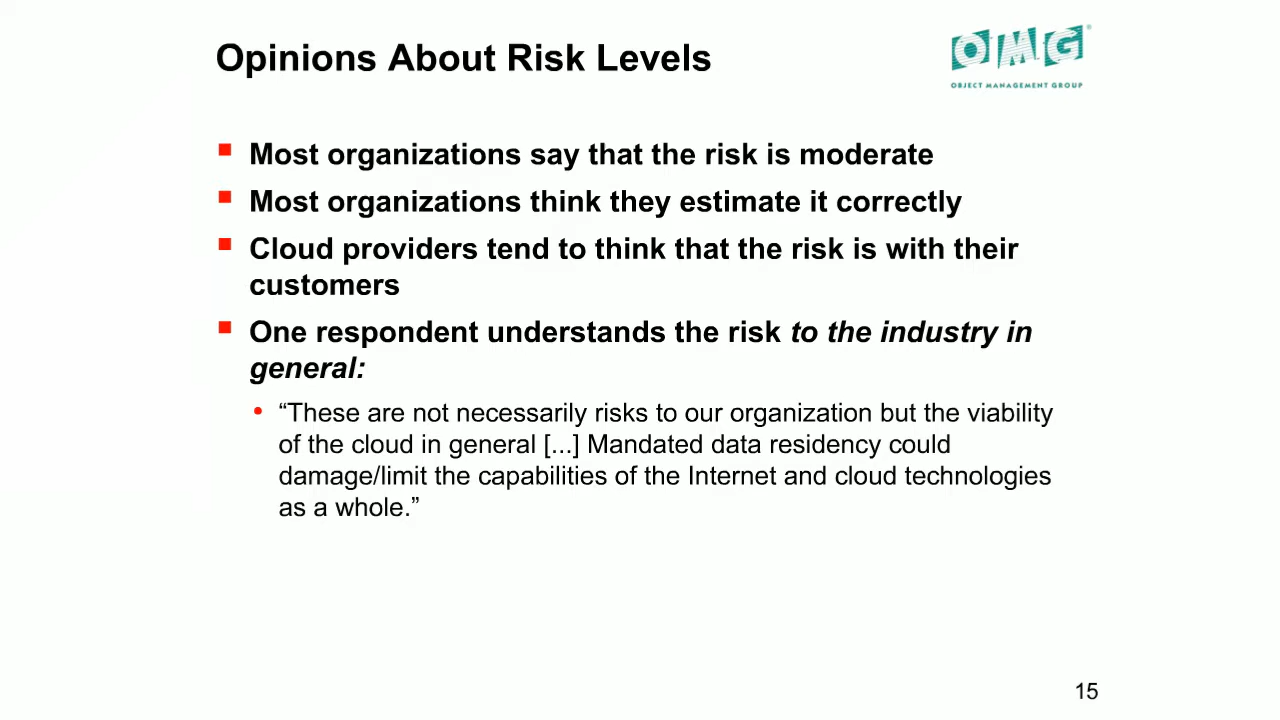 Opinions About Risk Levels
OMG
OBJECT MANAGEMENT GROUP
Most organizations say that the risk is moderate
Most organizations think they estimate it correctly
Cloud providers tend to think that the risk is with their
customers
One respondent understands the risk to the industry in
general:
“These are not necessarily risks to our organization but the viability
of the cloud in general [...] Mandated data residency could
damage/limit the capabilities of the Internet and cloud technologies
as a whole.”
15